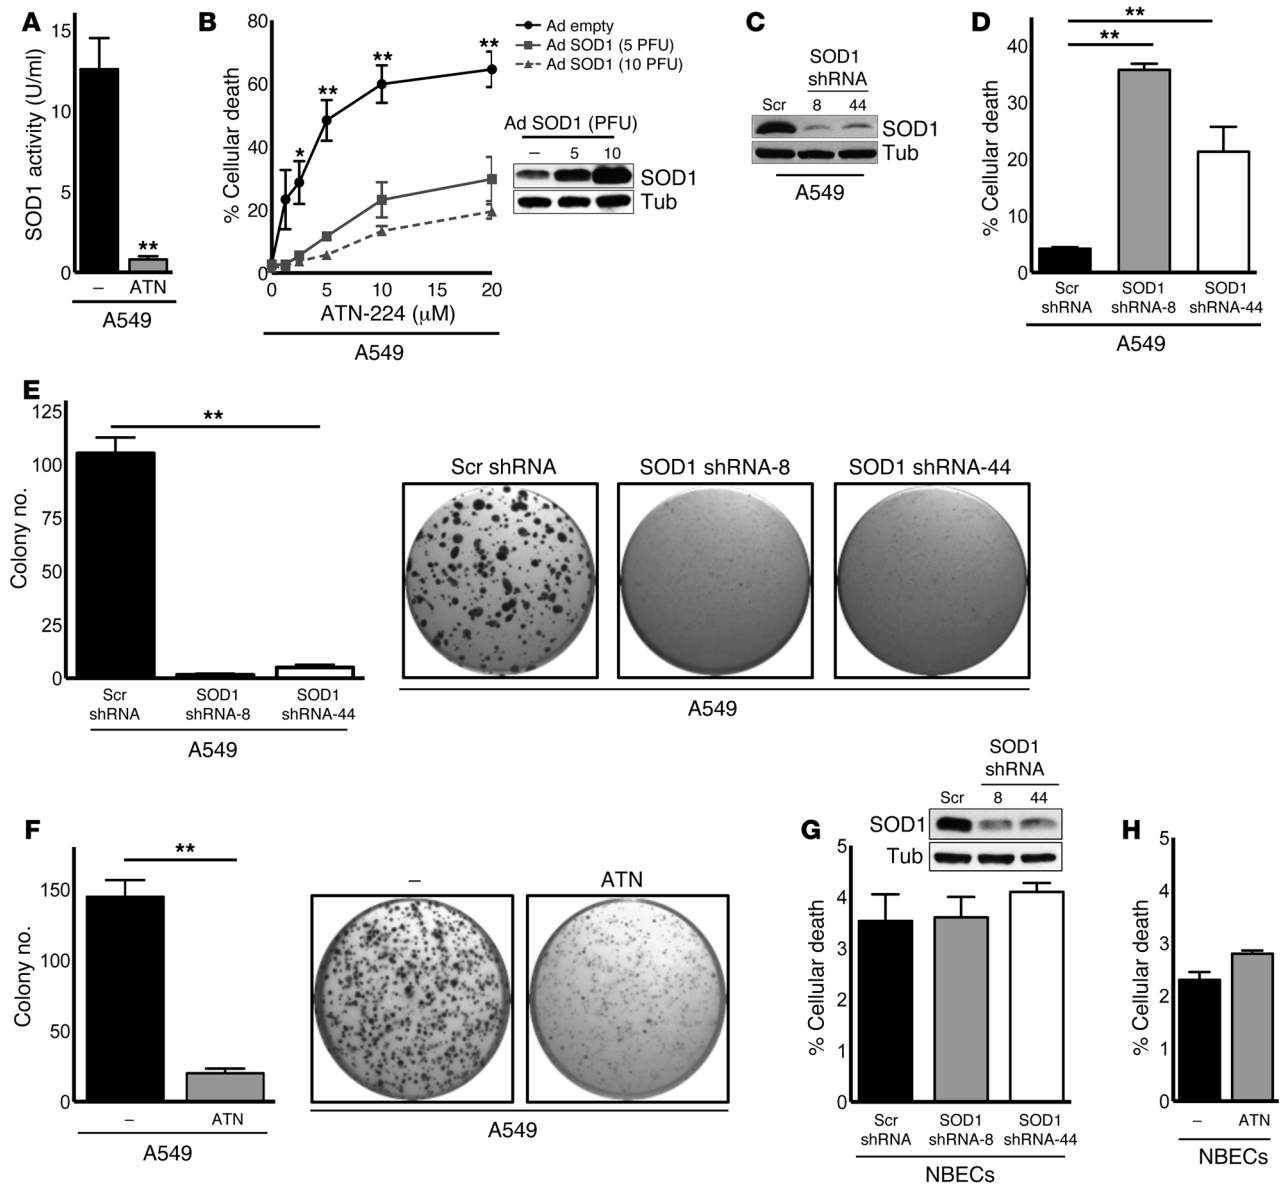 A
SOD1 activity (U/ml)
15
10
5
0
**
– ATN
A549
B
% Cellular death
80
60
40
20
0
*
**
**
**
0 5 10 15 20
ATN-224 (μM)
A549
Ad empty
Ad SOD1 (5 PFU)
Ad SOD1 (10 PFU)
Ad SOD1 (PFU)
– 5 10
SOD1
Tub
C
SOD1
shRNA
Scr 8 44
SOD1
Tub
A549
D
% Cellular death
40
30
20
10
0
**
**
Scr shRNA
SOD1 shRNA-8
SOD1 shRNA-44
A549
E
Colony no.
125
100
75
50
25
0
**
Scr shRNA
SOD1 shRNA-8
SOD1 shRNA-44
A549
Scr shRNA
SOD1 shRNA-8
SOD1 shRNA-44
A549
F
Colony no.
150
100
50
0
**
– ATN
A549
–
ATN
A549
G
SOD1
shRNA
Scr 8 44
SOD1
Tub
% Cellular death
5
4
3
2
1
0
Scr shRNA
SOD1 shRNA-8
SOD1 shRNA-44
NBECs
H
% Cellular death
5
4
3
2
1
0
– ATN
NBECs